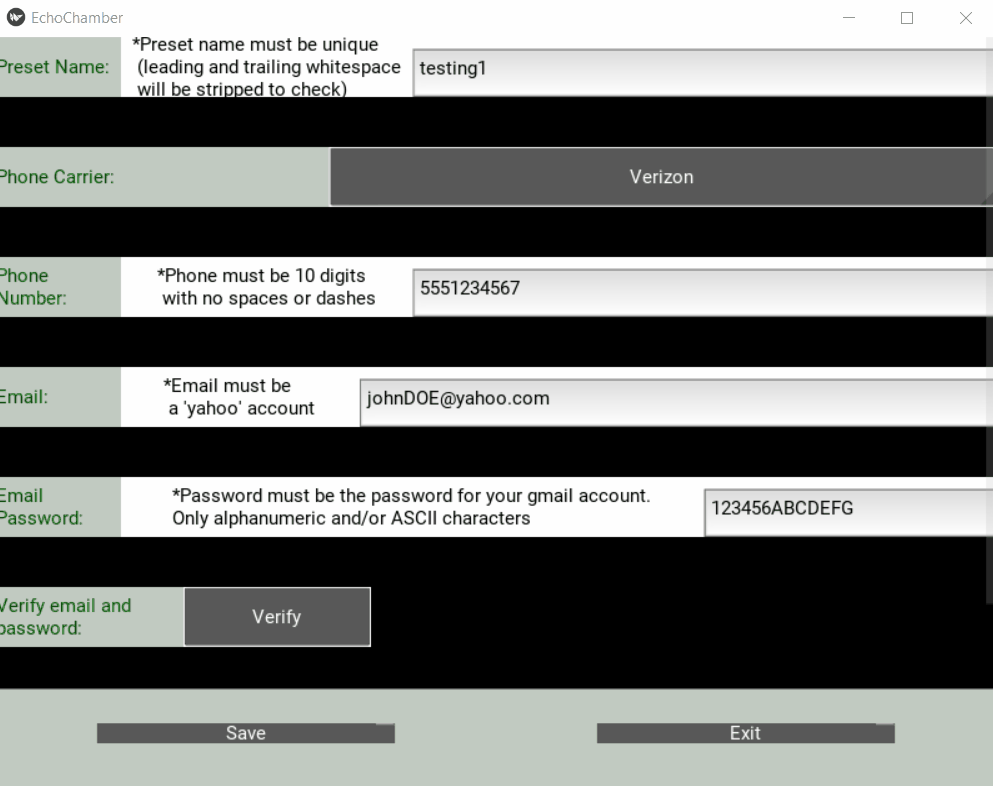 EchoChamber
Preset Name:
*Preset name must be unique
(leading and trailing whitespace
will be stripped to check)
testing1
Phone Carrier:
Verizon
Phone
Number:
*Phone must be 10 digits
with no spaces or dashes
5551234567
Email:
*Email must be
a 'yahoo' account
johnDOE@yahoo.com
Email
Password:
*Password must be the password for your gmail account.
Only alphanumeric and/or ASCII characters
123456ABCDEFG
Verify email and
password:
Verify
Save
Exit